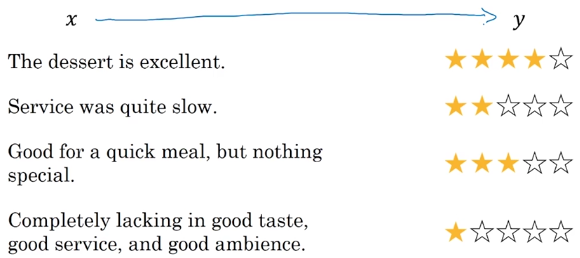 x y
The dessert is excellent.
Service was quite slow.
Good for a quick meal, but nothing
special.
Completely lacking in good taste,
good service, and good ambience.